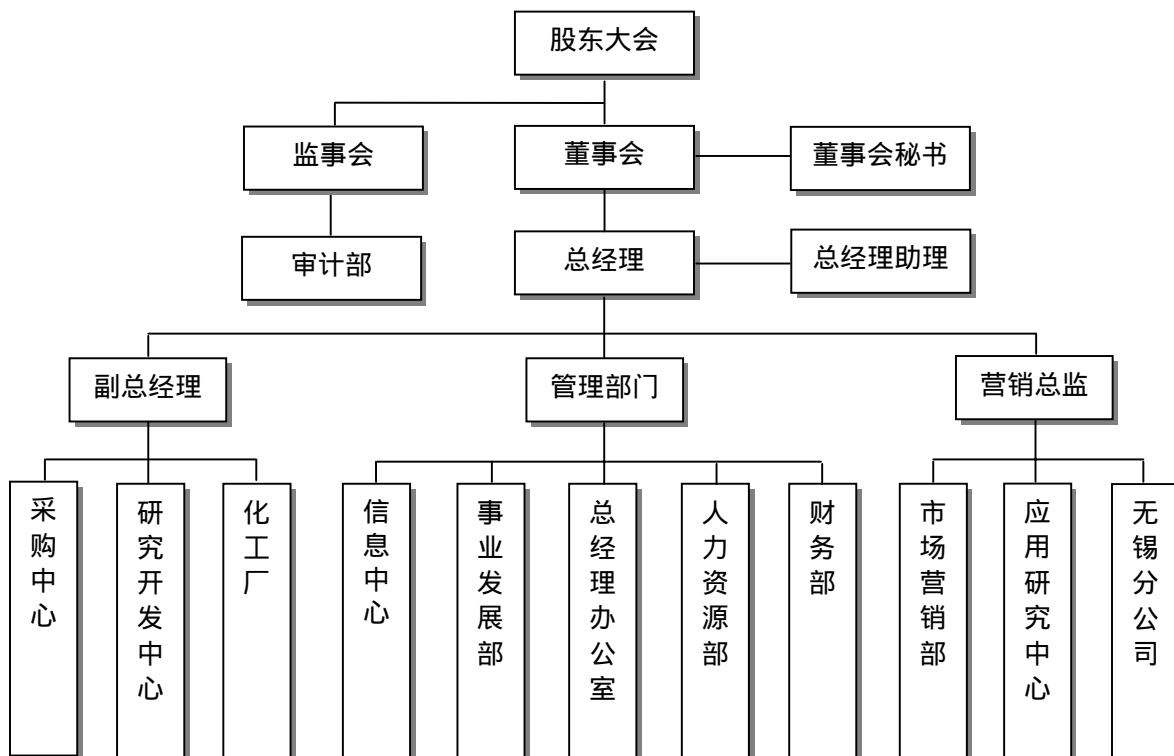 股东大会
监事会
董事会
董事会秘书
审计部
总经理
总经理助理
副总经理
管理部门
营销总监
采购中心
研究开发中心
化工厂
信息中心
事业发展部
总经理办公室
人力资源部
财务部
市场营销部
应用研究中心
无锡分公司